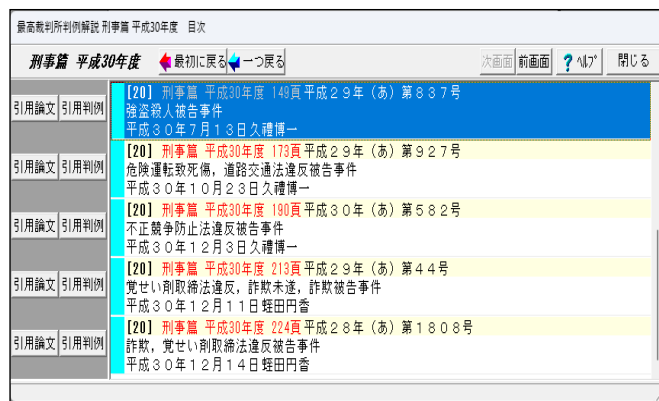 最高裁判所判例解説 刑事篇 平成30年度 目次
刑事篇 平成30年度 最初に戻る 一つ戻る 次画面 前画面 ? ヘルプ 閉じる
[20] 刑事篇 平成30年度 149頁平成29年(あ)第837号
引用論文 引用判例 強盗殺人被告事件
平成30年7月13日久禮博一
[20] 刑事篇 平成30年度 173頁平成29年(あ)第927号
引用論文 引用判例 危険運転致死傷,道路交通法違反被告事件
平成30年10月23日久禮博一
[20] 刑事篇 平成30年度 190頁平成30年(あ)第582号
引用論文 引用判例 不正競争防止法違反被告事件
平成30年12月3日久禮博一
[20] 刑事篇 平成30年度 213頁平成29年(あ)第44号
引用論文 引用判例 覚せい剤取締法違反,詐欺未遂,詐欺被告事件
平成30年12月11日蛭田円香
[20] 刑事篇 平成30年度 224頁平成28年(あ)第1808号
引用論文 引用判例 詐欺,覚せい剤取締法違反被告事件
平成30年12月14日蛭田円香